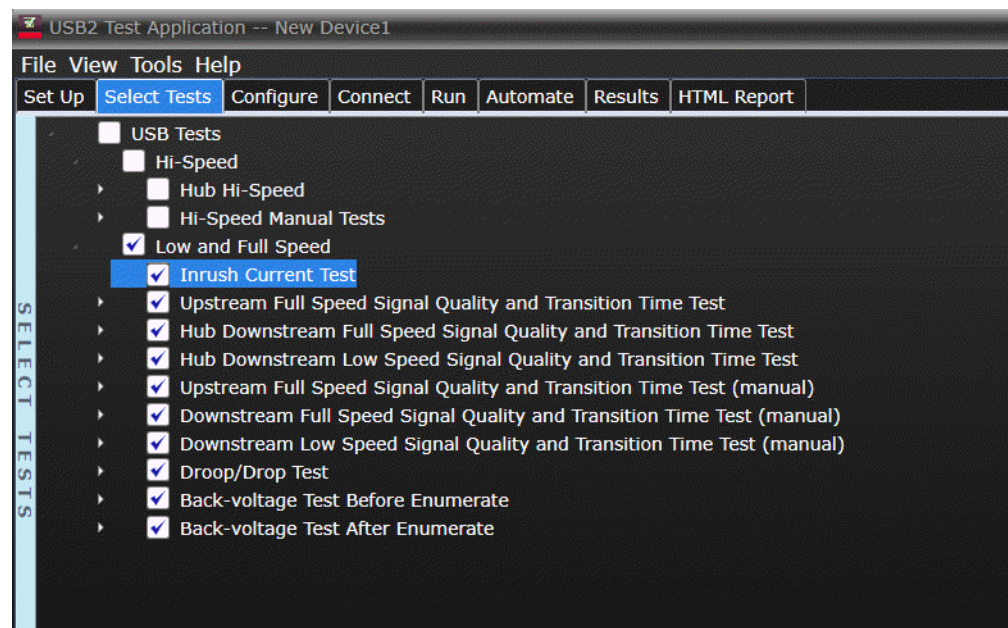 USB2 Test Application -- New Device1
File View Tools Help
Set Up Select Tests Configure Connect Run Automate Results HTML Report
SELECT TESTS
USB Tests
Hi-Speed
Hub Hi-Speed
Hi-Speed Manual Tests
Low and Full Speed
Inrush Current Test
Upstream Full Speed Signal Quality and Transition Time Test
Hub Downstream Full Speed Signal Quality and Transition Time Test
Hub Downstream Low Speed Signal Quality and Transition Time Test
Upstream Full Speed Signal Quality and Transition Time Test (manual)
Downstream Full Speed Signal Quality and Transition Time Test (manual)
Downstream Low Speed Signal Quality and Transition Time Test (manual)
Droop/Drop Test
Back-voltage Test Before Enumerate
Back-voltage Test After Enumerate